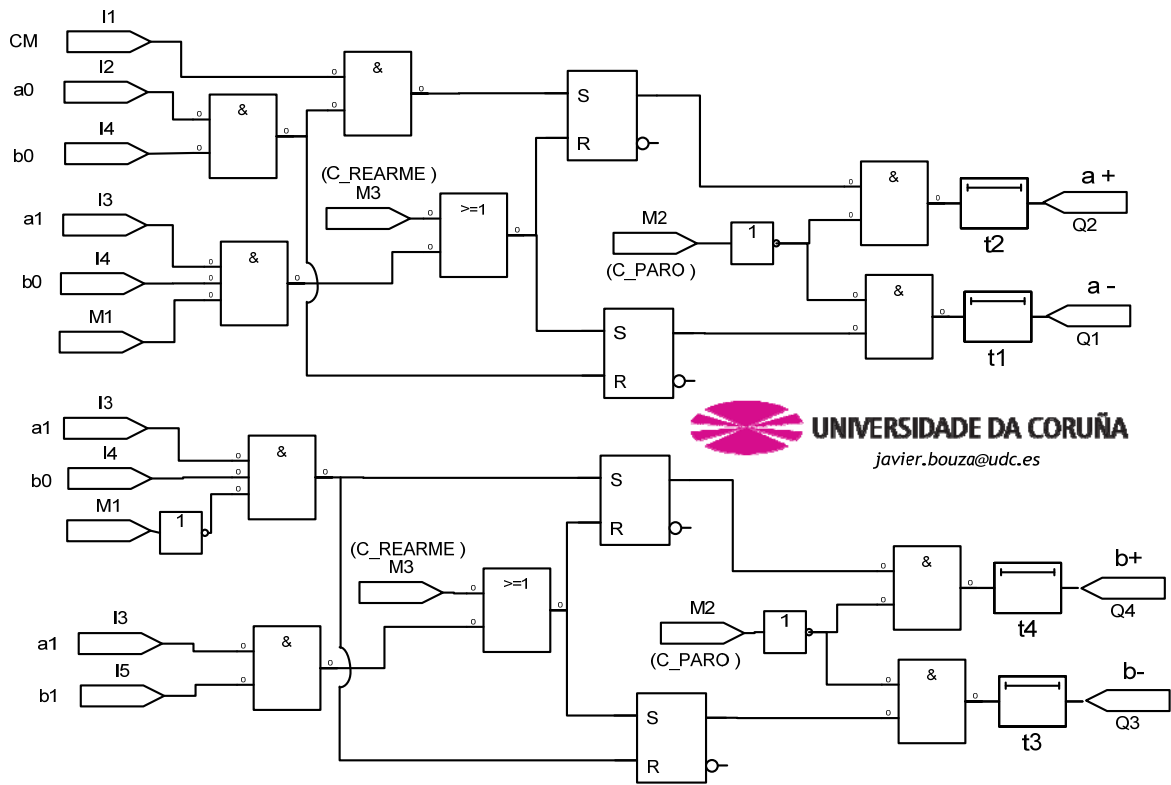 I1
CM
I2
a0
I4
b0
&
&
S
R
(C_REARME )
M3
>=1
I3
a1
I4
b0
M1
&
M2
1
(C_PARO )
&
t2
a +
Q2
&
t1
a -
Q1
S
R
UNIVERSIDADE DA CORUÑA
javier.bouza@udc.es
I3
a1
I4
b0
M1
1
&
S
R
(C_REARME )
M3
>=1
I3
a1
I5
b1
&
M2
1
(C_PARO )
&
t4
b+
Q4
&
t3
b-
Q3
S
R